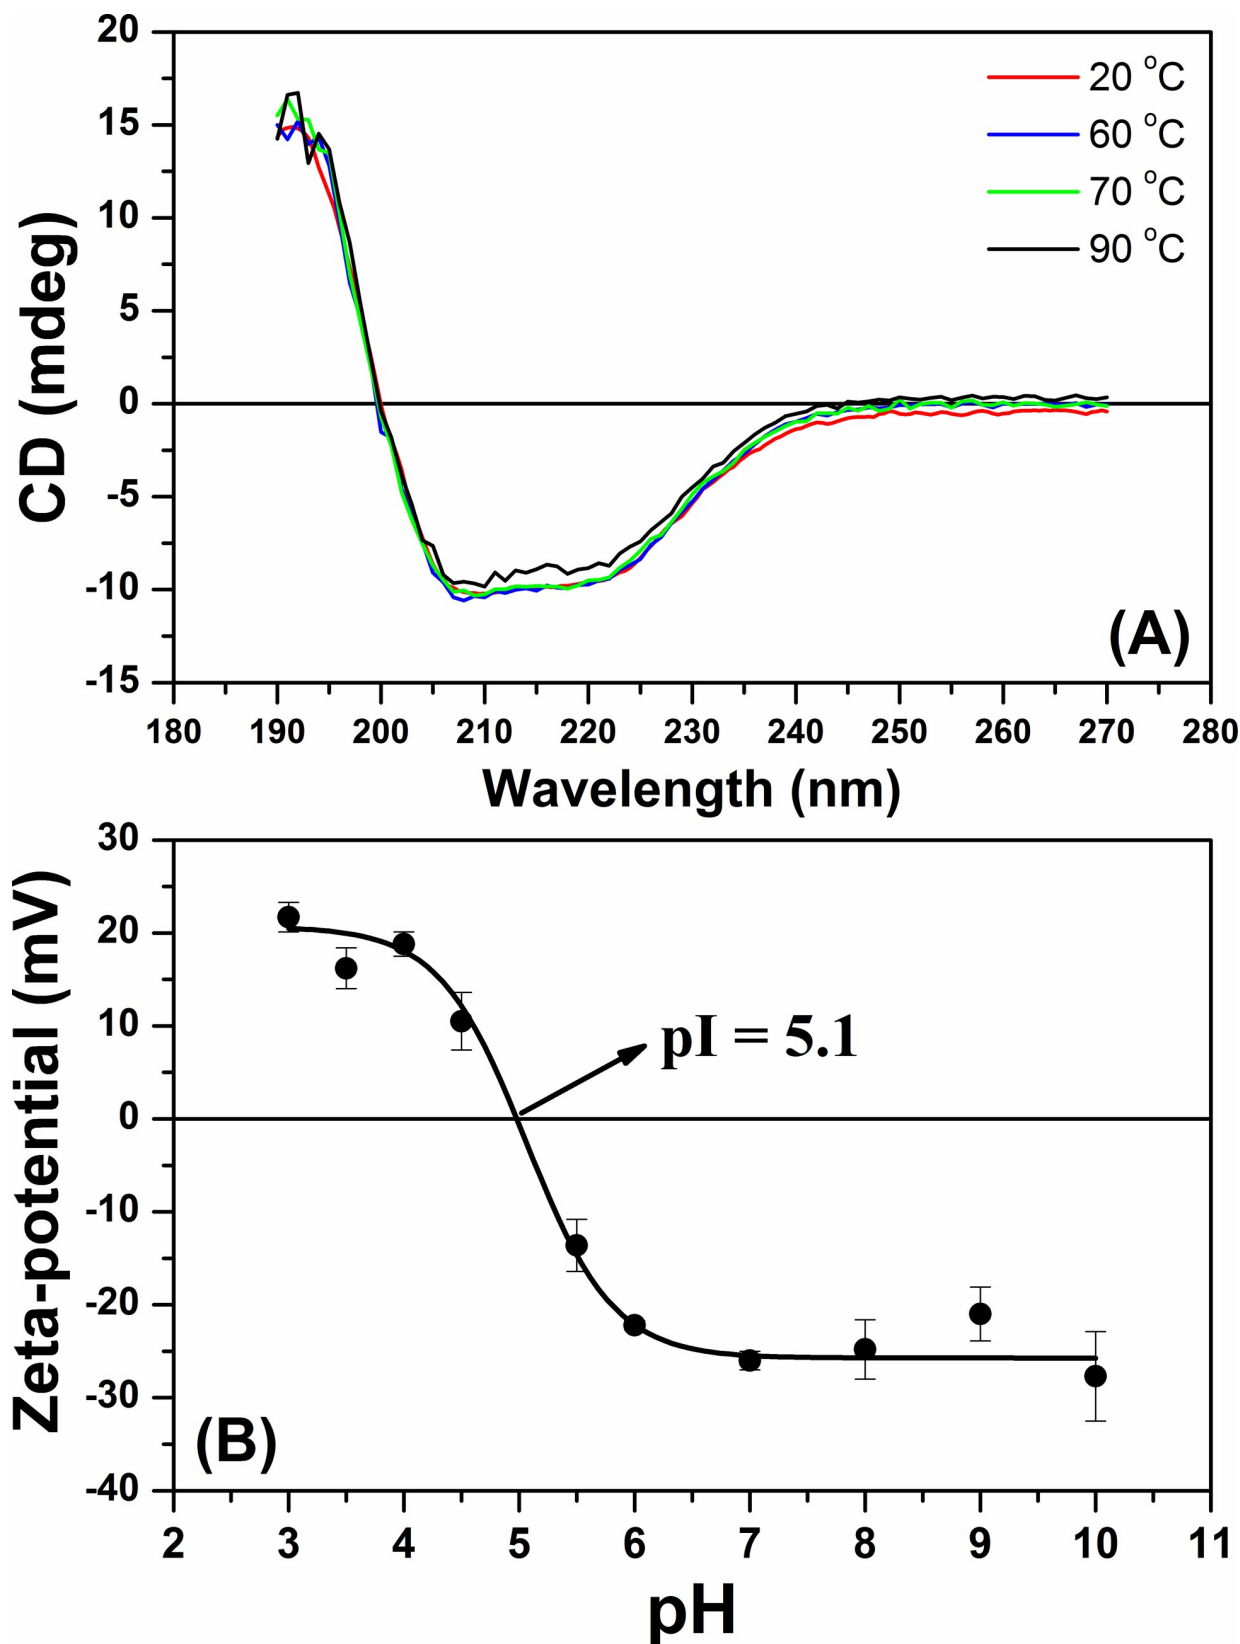 20
15
10
5
0
-5
-10
-15
CD (mdeg)
20 °C
60 °C
70 °C
90 °C
(A)
180 190 200 210 220 230 240 250 260 270 280
Wavelength (nm)
30
20
10
0
-10
-20
-30
-40
Zeta-potential (mV)
pI = 5.1
(B)
2 3 4 5 6 7 8 9 10 11
pH